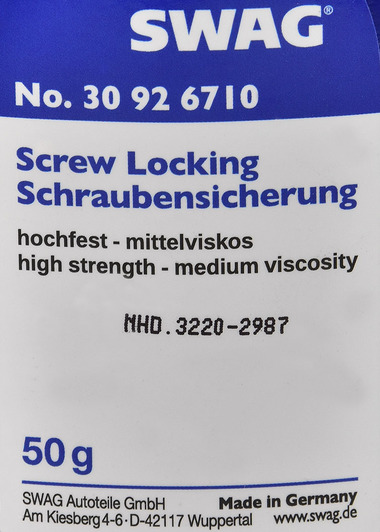 SWAG®
No. 30 92 6710
Screw Locking
Schraubensicherung
hochfest - mittelviskos
high strength - medium viscosity
MHD.3220-2987
50 g
SWAG Autoteile GmbH Made in Germany
Am Kiesberg 4-6 · D-42117 Wuppertal www.swag.de